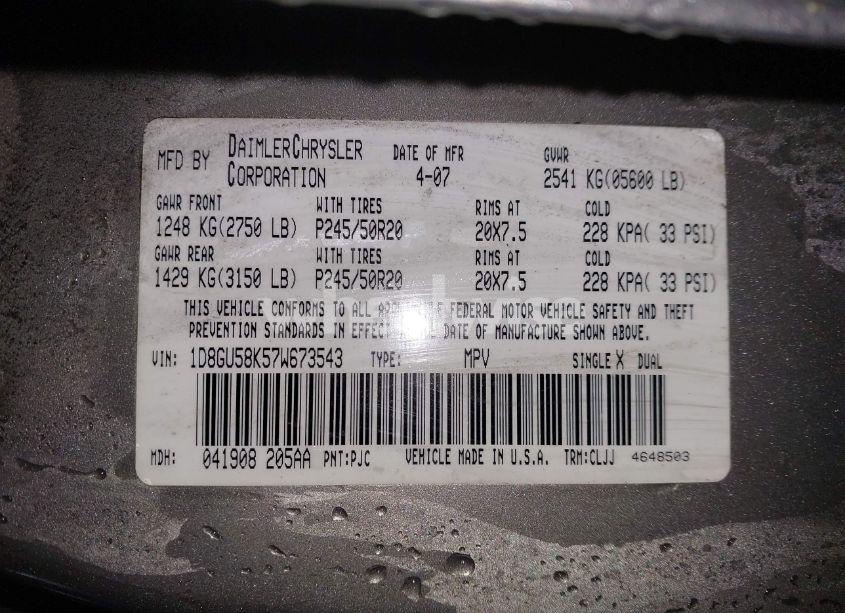 MFD BY DAIMLERCHRYSLER CORPORATION DATE OF MFR 4-07 GVWR 2541 KG(05600 LB)
GAWR FRONT WITH TIRES RIMS AT COLD
1248 KG(2750 LB) P245/50R20 20X7.5 228 KPA( 33 PSI)
GAWR REAR WITH TIRES RIMS AT COLD
1429 KG(3150 LB) P245/50R20 20X7.5 228 KPA( 33 PSI)
THIS VEHICLE CONFORMS TO ALL FEDERAL MOTOR VEHICLE SAFETY AND THEFT
PREVENTION STANDARDS IN EFFECT DATE OF MANUFACTURE SHOWN ABOVE.
VIN: 1D8GU58K57W673543 TYPE: MPV SINGLE X DUAL
MDH: 041908 205AA PNT:PJC VEHICLE MADE IN U.S.A. TRM:CLJJ 4648503